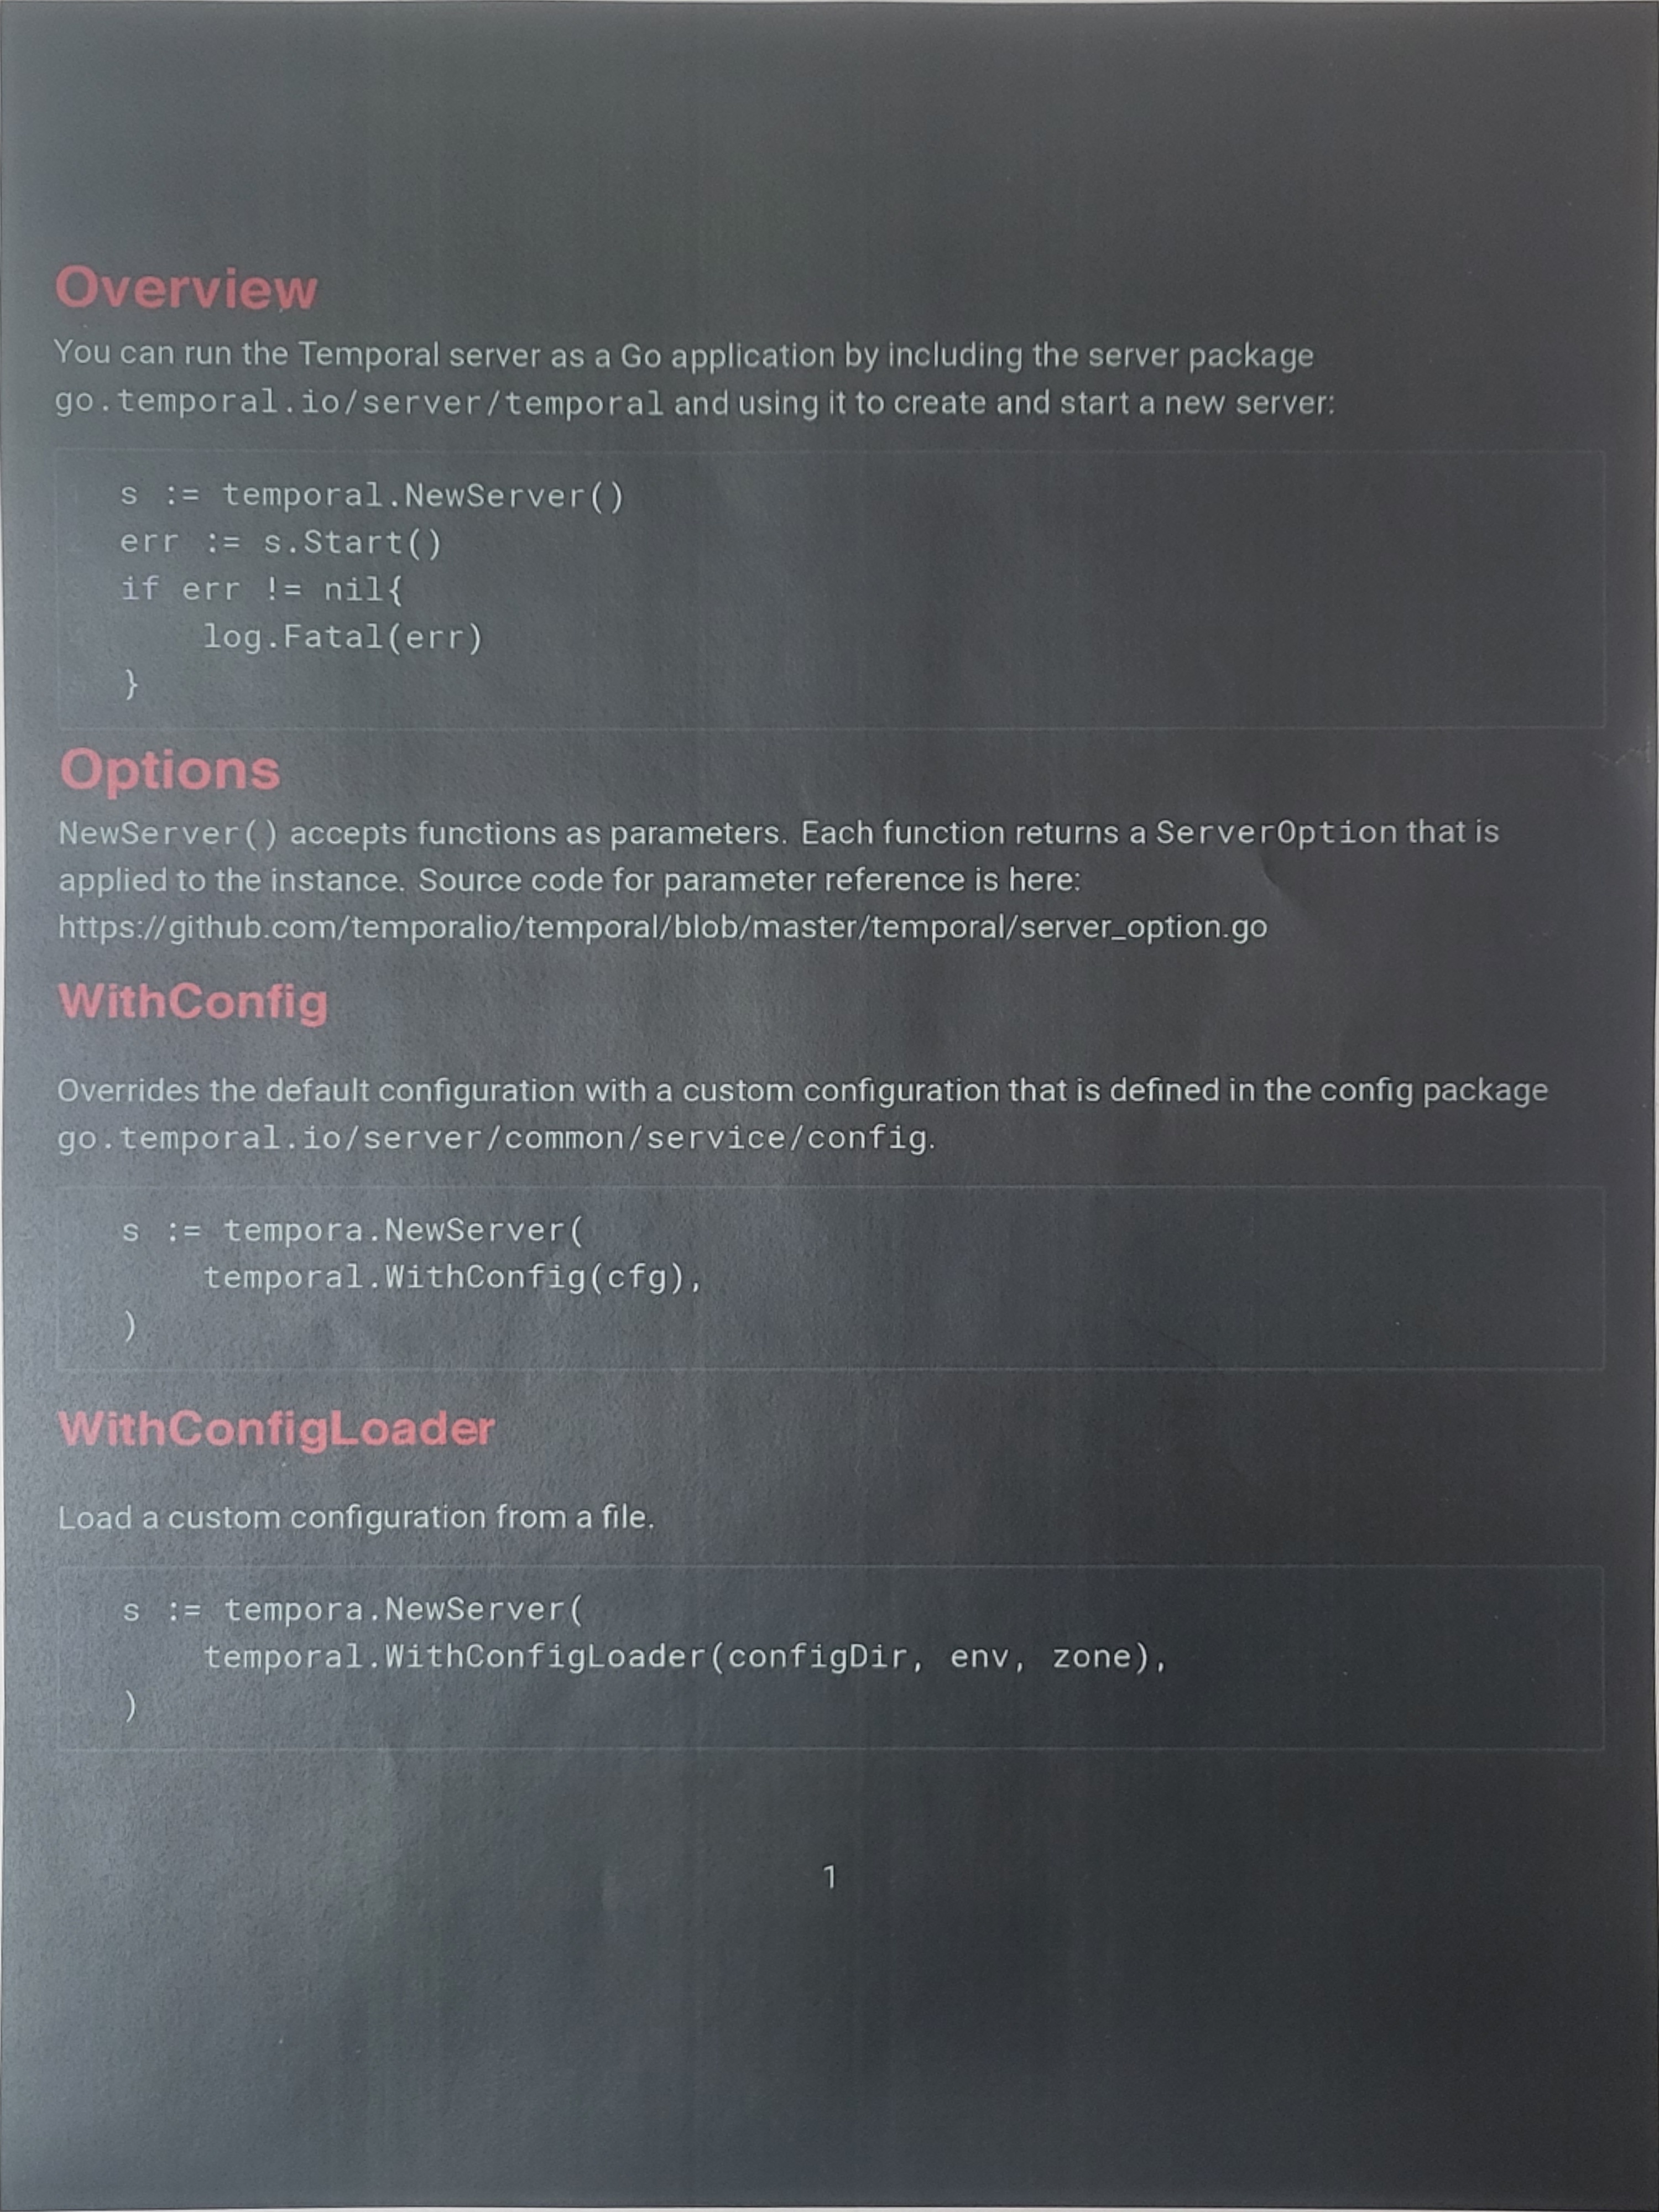 Overview
You can run the Temporal server as a Go application by including the server package
go.temporal.io/server/temporal and using it to create and start a new server:
s := temporal.NewServer()
err := s.Start()
if err != nil{
    log.Fatal(err)
}
Options
NewServer() accepts functions as parameters. Each function returns a ServerOption that is
applied to the instance. Source code for parameter reference is here:
https://github.com/temporalio/temporal/blob/master/temporal/server_option.go
WithConfig
Overrides the default configuration with a custom configuration that is defined in the config package
go.temporal.io/server/common/service/config.
s := tempora.NewServer(
    temporal.WithConfig(cfg),
)
WithConfigLoader
Load a custom configuration from a file.
s := tempora.NewServer(
    temporal.WithConfigLoader(configDir, env, zone),
)
1